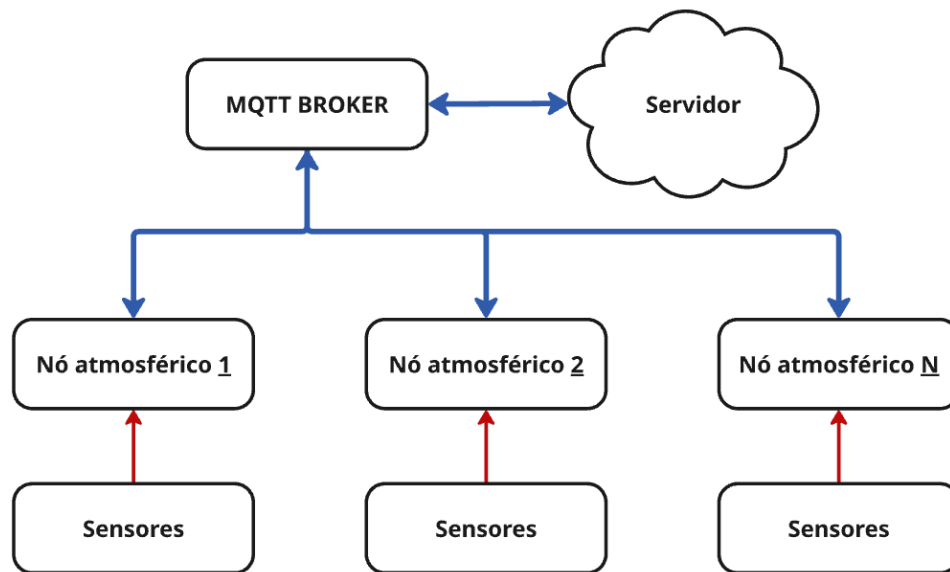 MQTT BROKER
Servidor
Nó atmosférico 1
Nó atmosférico 2
Nó atmosférico N
Sensores
Sensores
Sensores